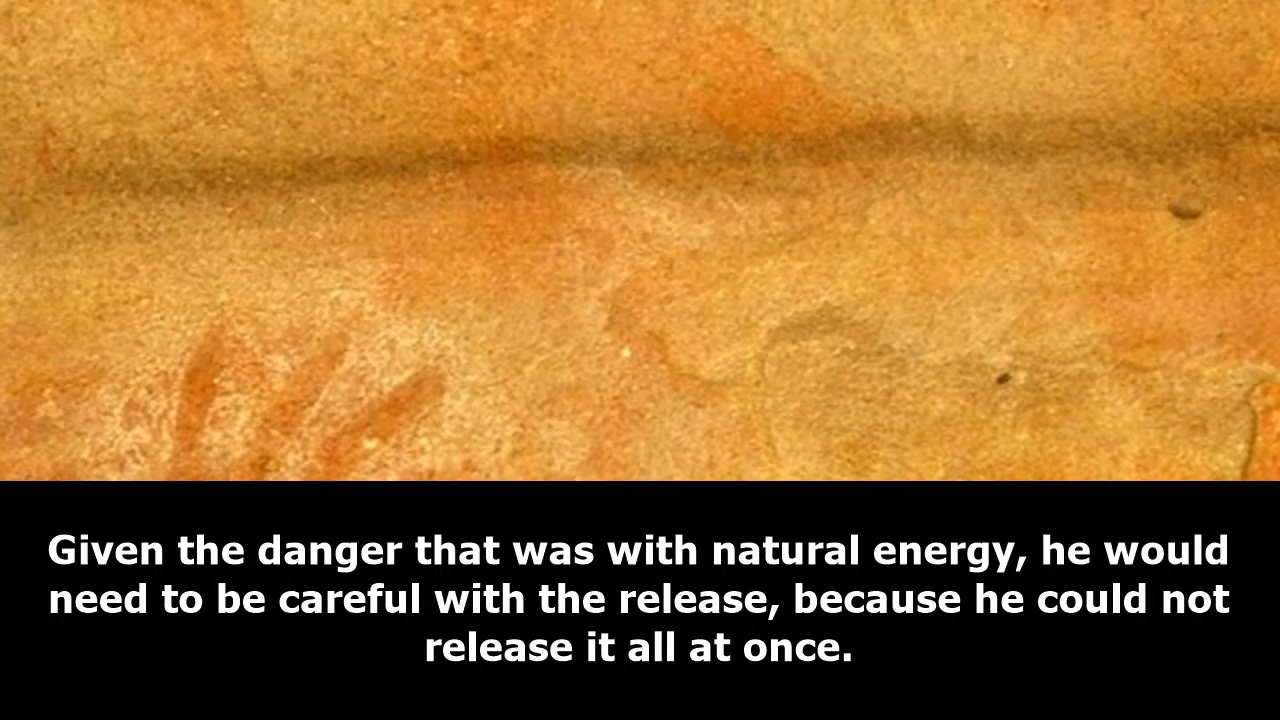 Given the danger that was with natural energy, he would
need to be careful with the release, because he could not
release it all at once.